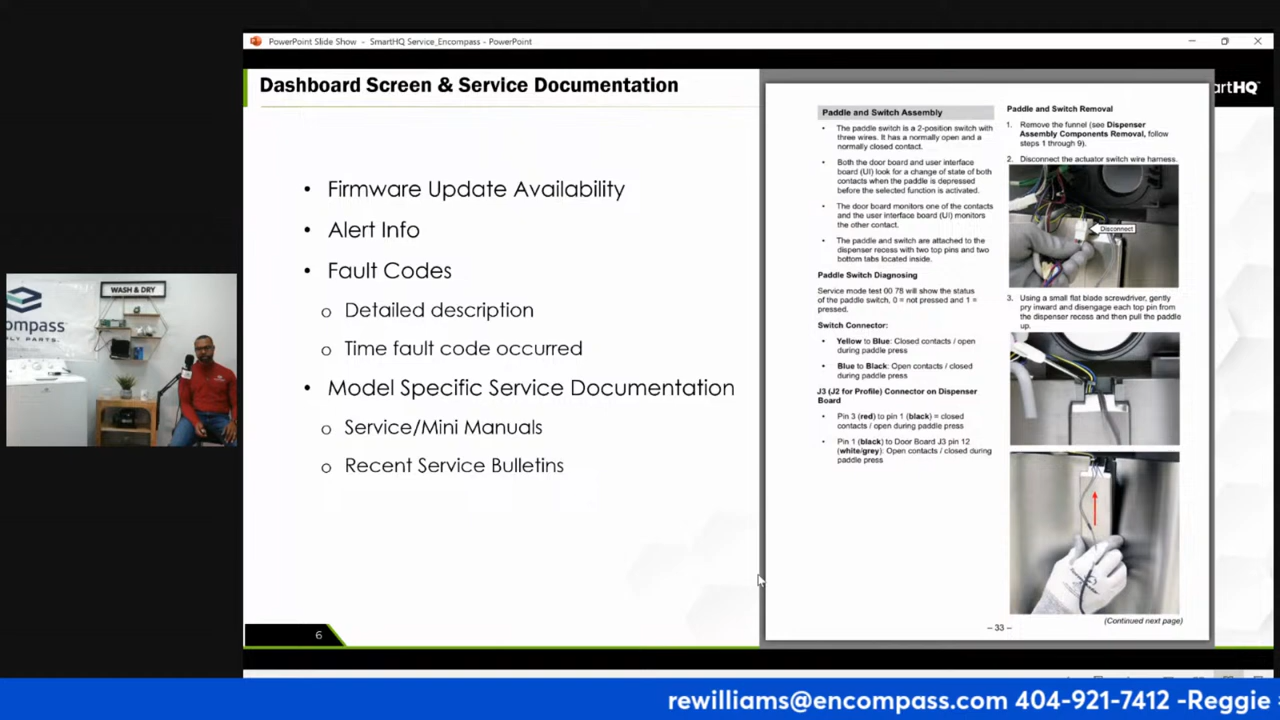 PowerPoint Slide Show - SmartHQ Service_Encompass - PowerPoint
Dashboard Screen & Service Documentation
artHQ™
• Firmware Update Availability
• Alert Info
• Fault Codes
o Detailed description
o Time fault code occurred
• Model Specific Service Documentation
o Service/Mini Manuals
o Recent Service Bulletins
6
Paddle and Switch Assembly
• The paddle switch is a 2-position switch with
three wires. It has a normally open and a
normally closed contact.
• Both the door board and user interface
board (UI) look for a change of state of both
contacts when the paddle is depressed
before the selected function is activated.
• The door board monitors one of the contacts
and the user interface board (UI) monitors
the other contact.
• The paddle and switch are attached to the
dispenser recess with two top pins and two
bottom tabs located inside.
Paddle Switch Diagnosing
Service mode test 00 78 will show the status
of the paddle switch, 0 = not pressed and 1 =
pressed.
Switch Connector:
• Yellow to Blue: Closed contacts / open
during paddle press
• Blue to Black: Open contacts / closed
during paddle press
J3 (J2 for Profile) Connector on Dispenser
Board
• Pin 3 (red) to pin 1 (black) = closed
contacts / open during paddle press
• Pin 1 (black) to Door Board J3 pin 12
(white/grey): Open contacts / closed during
paddle press
Paddle and Switch Removal
1. Remove the funnel (see Dispenser
Assembly Components Removal, follow
steps 1 through 9).
2. Disconnect the actuator switch wire harness.
Disconnect
3. Using a small flat blade screwdriver, gently
pry inward and disengage each top pin from
the dispenser recess and then pull the paddle
up.
– 33 –
(Continued next page)
WASH & DRY
compass
LY PARTS.
rewilliams@encompass.com 404-921-7412 -Reggie